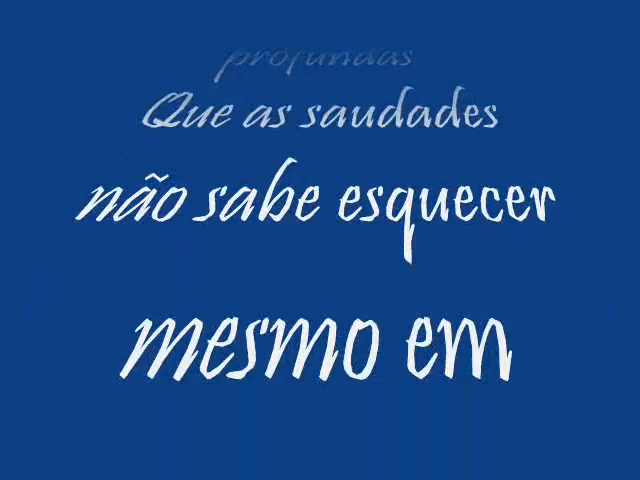 profundas
Que as saudades
não sabe esquecer
mesmo em